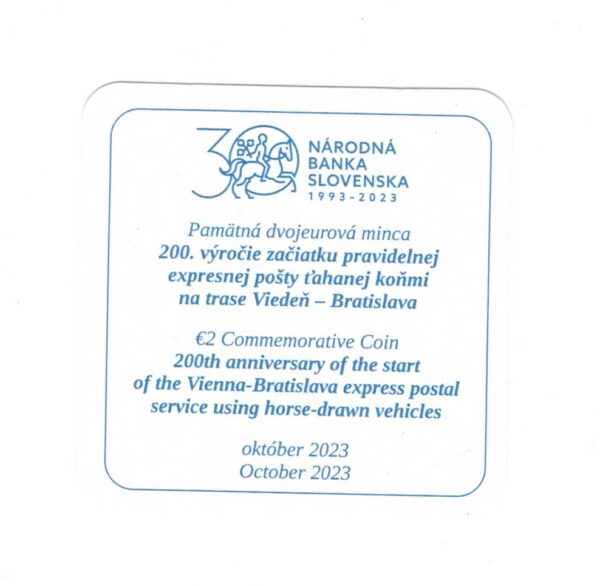 30 NÁRODNÁ
BANKA
SLOVENSKA
1993-2023
Pamätná dvojeurová minca
200. výročie začiatku pravidelnej
expresnej pošty ťahanej koňmi
na trase Viedeň – Bratislava
€2 Commemorative Coin
200th anniversary of the start
of the Vienna-Bratislava express postal
service using horse-drawn vehicles
október 2023
October 2023